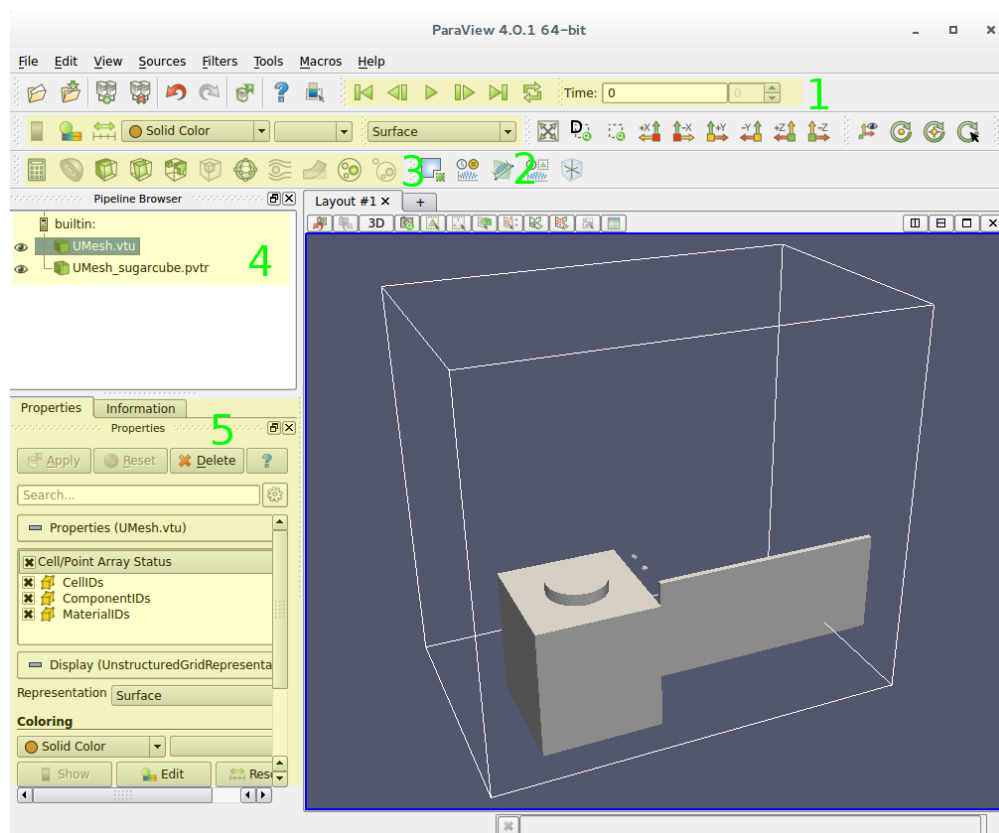 ParaView 4.0.1 64-bit
File Edit View Sources Filters Tools Macros Help
Time: 0 0 1
Solid Color Surface
3 2
Pipeline Browser Layout #1 +
builtin: 3D
UMesh.vtu
UMesh_sugarcube.pvtr
4
Properties Information
Properties
5
Apply Reset Delete ?
Search...
Properties (UMesh.vtu)
Cell/Point Array Status
CellIDs
ComponentIDs
MaterialIDs
Display (UnstructuredGridRepresenta
Representation Surface
Coloring
Solid Color
Show Edit Res